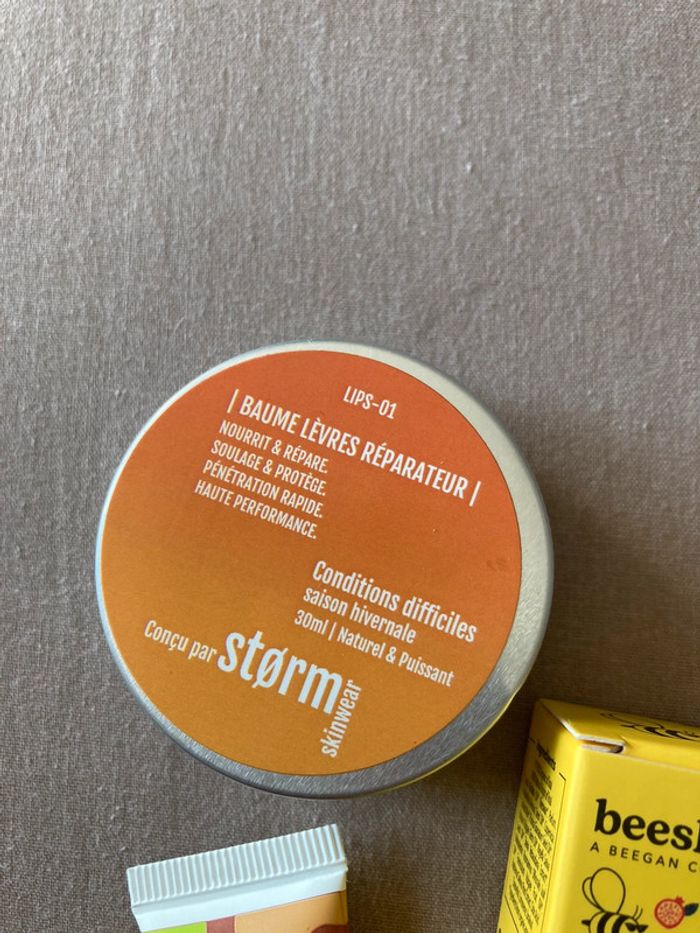 LIPS-01
| BAUME LÈVRES RÉPARATEUR |
NOURRIT & RÉPARE.
SOULAGE & PROTÈGE.
PÉNÉTRATION RAPIDE.
HAUTE PERFORMANCE.
Conditions difficiles
saison hivernale
30ml | Naturel & Puissant
Conçu par størm
skinwear
A BEEGAN